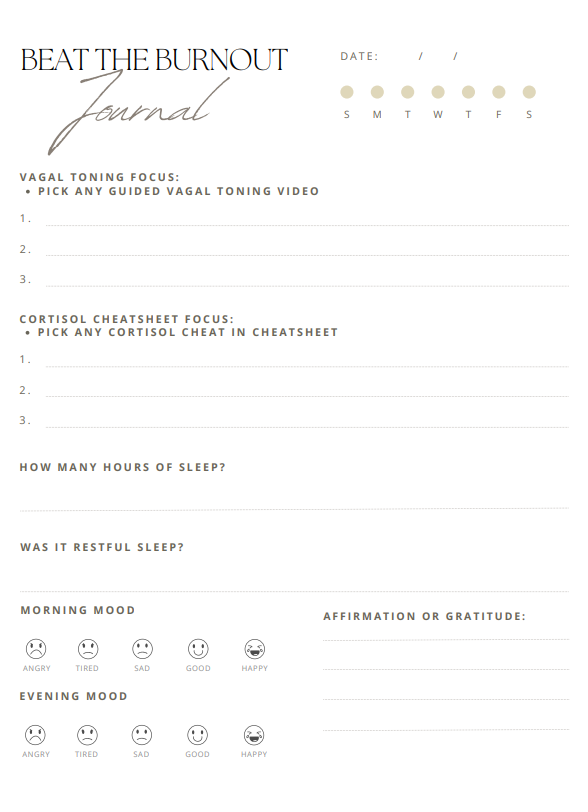 BEAT THE BURNOUT
Journal
DATE: / /
S M T W T F S
VAGAL TONING FOCUS:
• PICK ANY GUIDED VAGAL TONING VIDEO
1.
2.
3.
CORTISOL CHEATSHEET FOCUS:
• PICK ANY CORTISOL CHEAT IN CHEATSHEET
1.
2.
3.
HOW MANY HOURS OF SLEEP?
WAS IT RESTFUL SLEEP?
MORNING MOOD
ANGRY TIRED SAD GOOD HAPPY
EVENING MOOD
ANGRY TIRED SAD GOOD HAPPY
AFFIRMATION OR GRATITUDE: